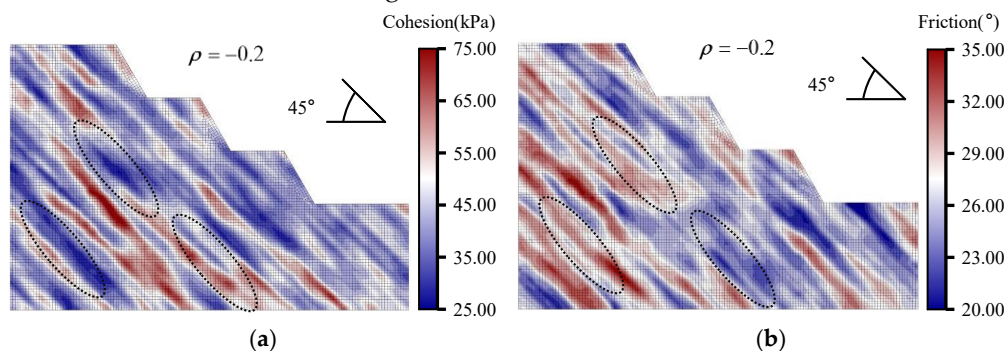 Cohesion(kPa)
75.00
65.00
55.00
45.00
35.00
25.00
ρ = −0.2
45°
(a)
Friction(°)
35.00
32.00
29.00
26.00
23.00
20.00
ρ = −0.2
45°
(b)